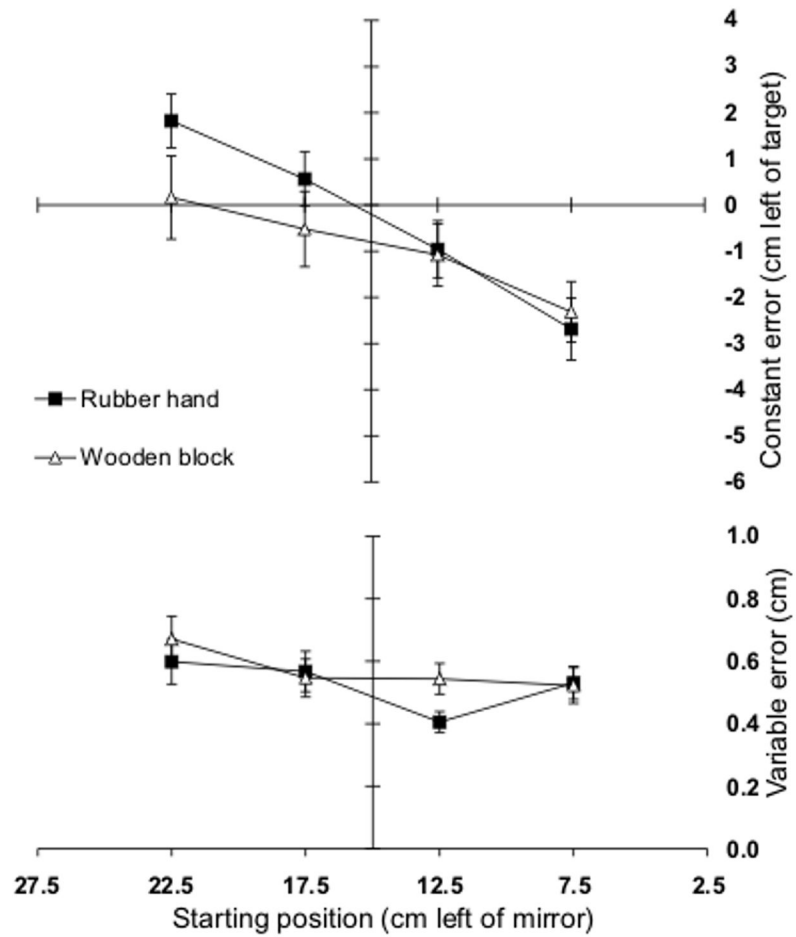 4
3
2
1
0
-1
-2
-3
-4
-5
-6
Constant error (cm left of target)
Rubber hand
Wooden block
1.0
0.8
0.6
0.4
0.2
0.0
Variable error (cm)
27.5 22.5 17.5 12.5 7.5 2.5
Starting position (cm left of mirror)